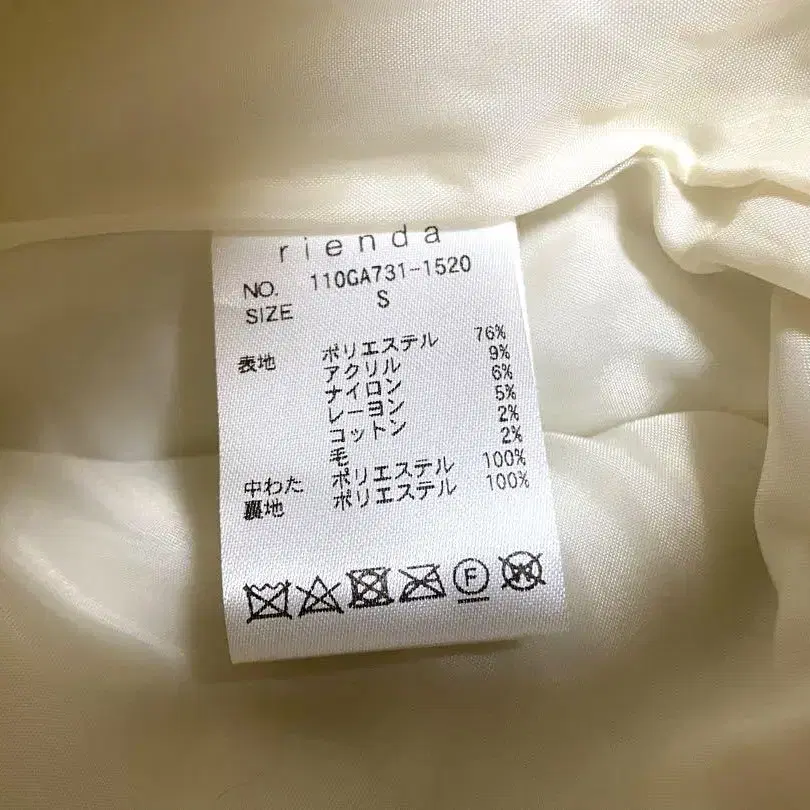 rienda
NO. 110GA731-1520
SIZE S
表地 ポリエステル 76%
アクリル 9%
ナイロン 6%
レーヨン 5%
コットン 2%
毛 2%
中わた ポリエステル 100%
裏地 ポリエステル 100%
F W